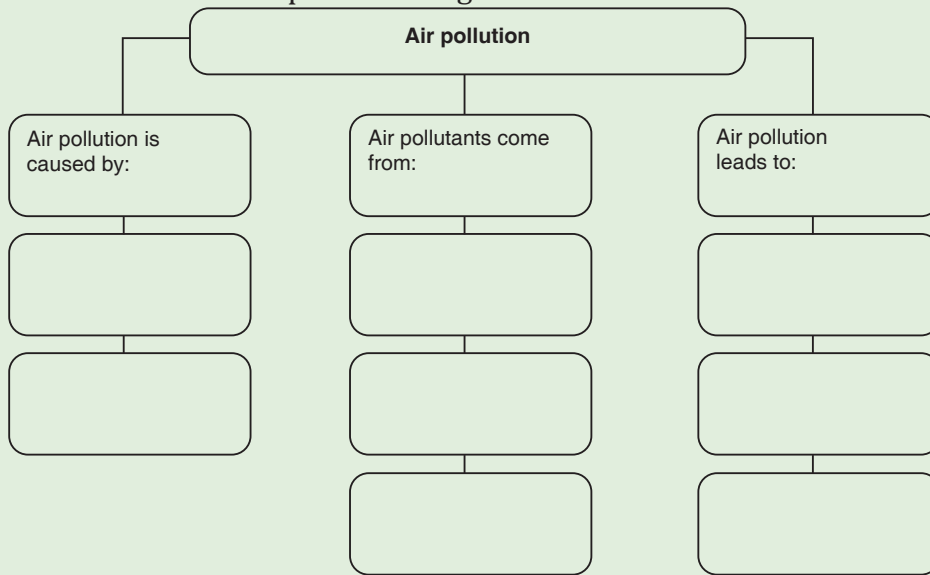 Air pollution
Air pollution is
caused by:
Air pollutants come
from:
Air pollution
leads to: